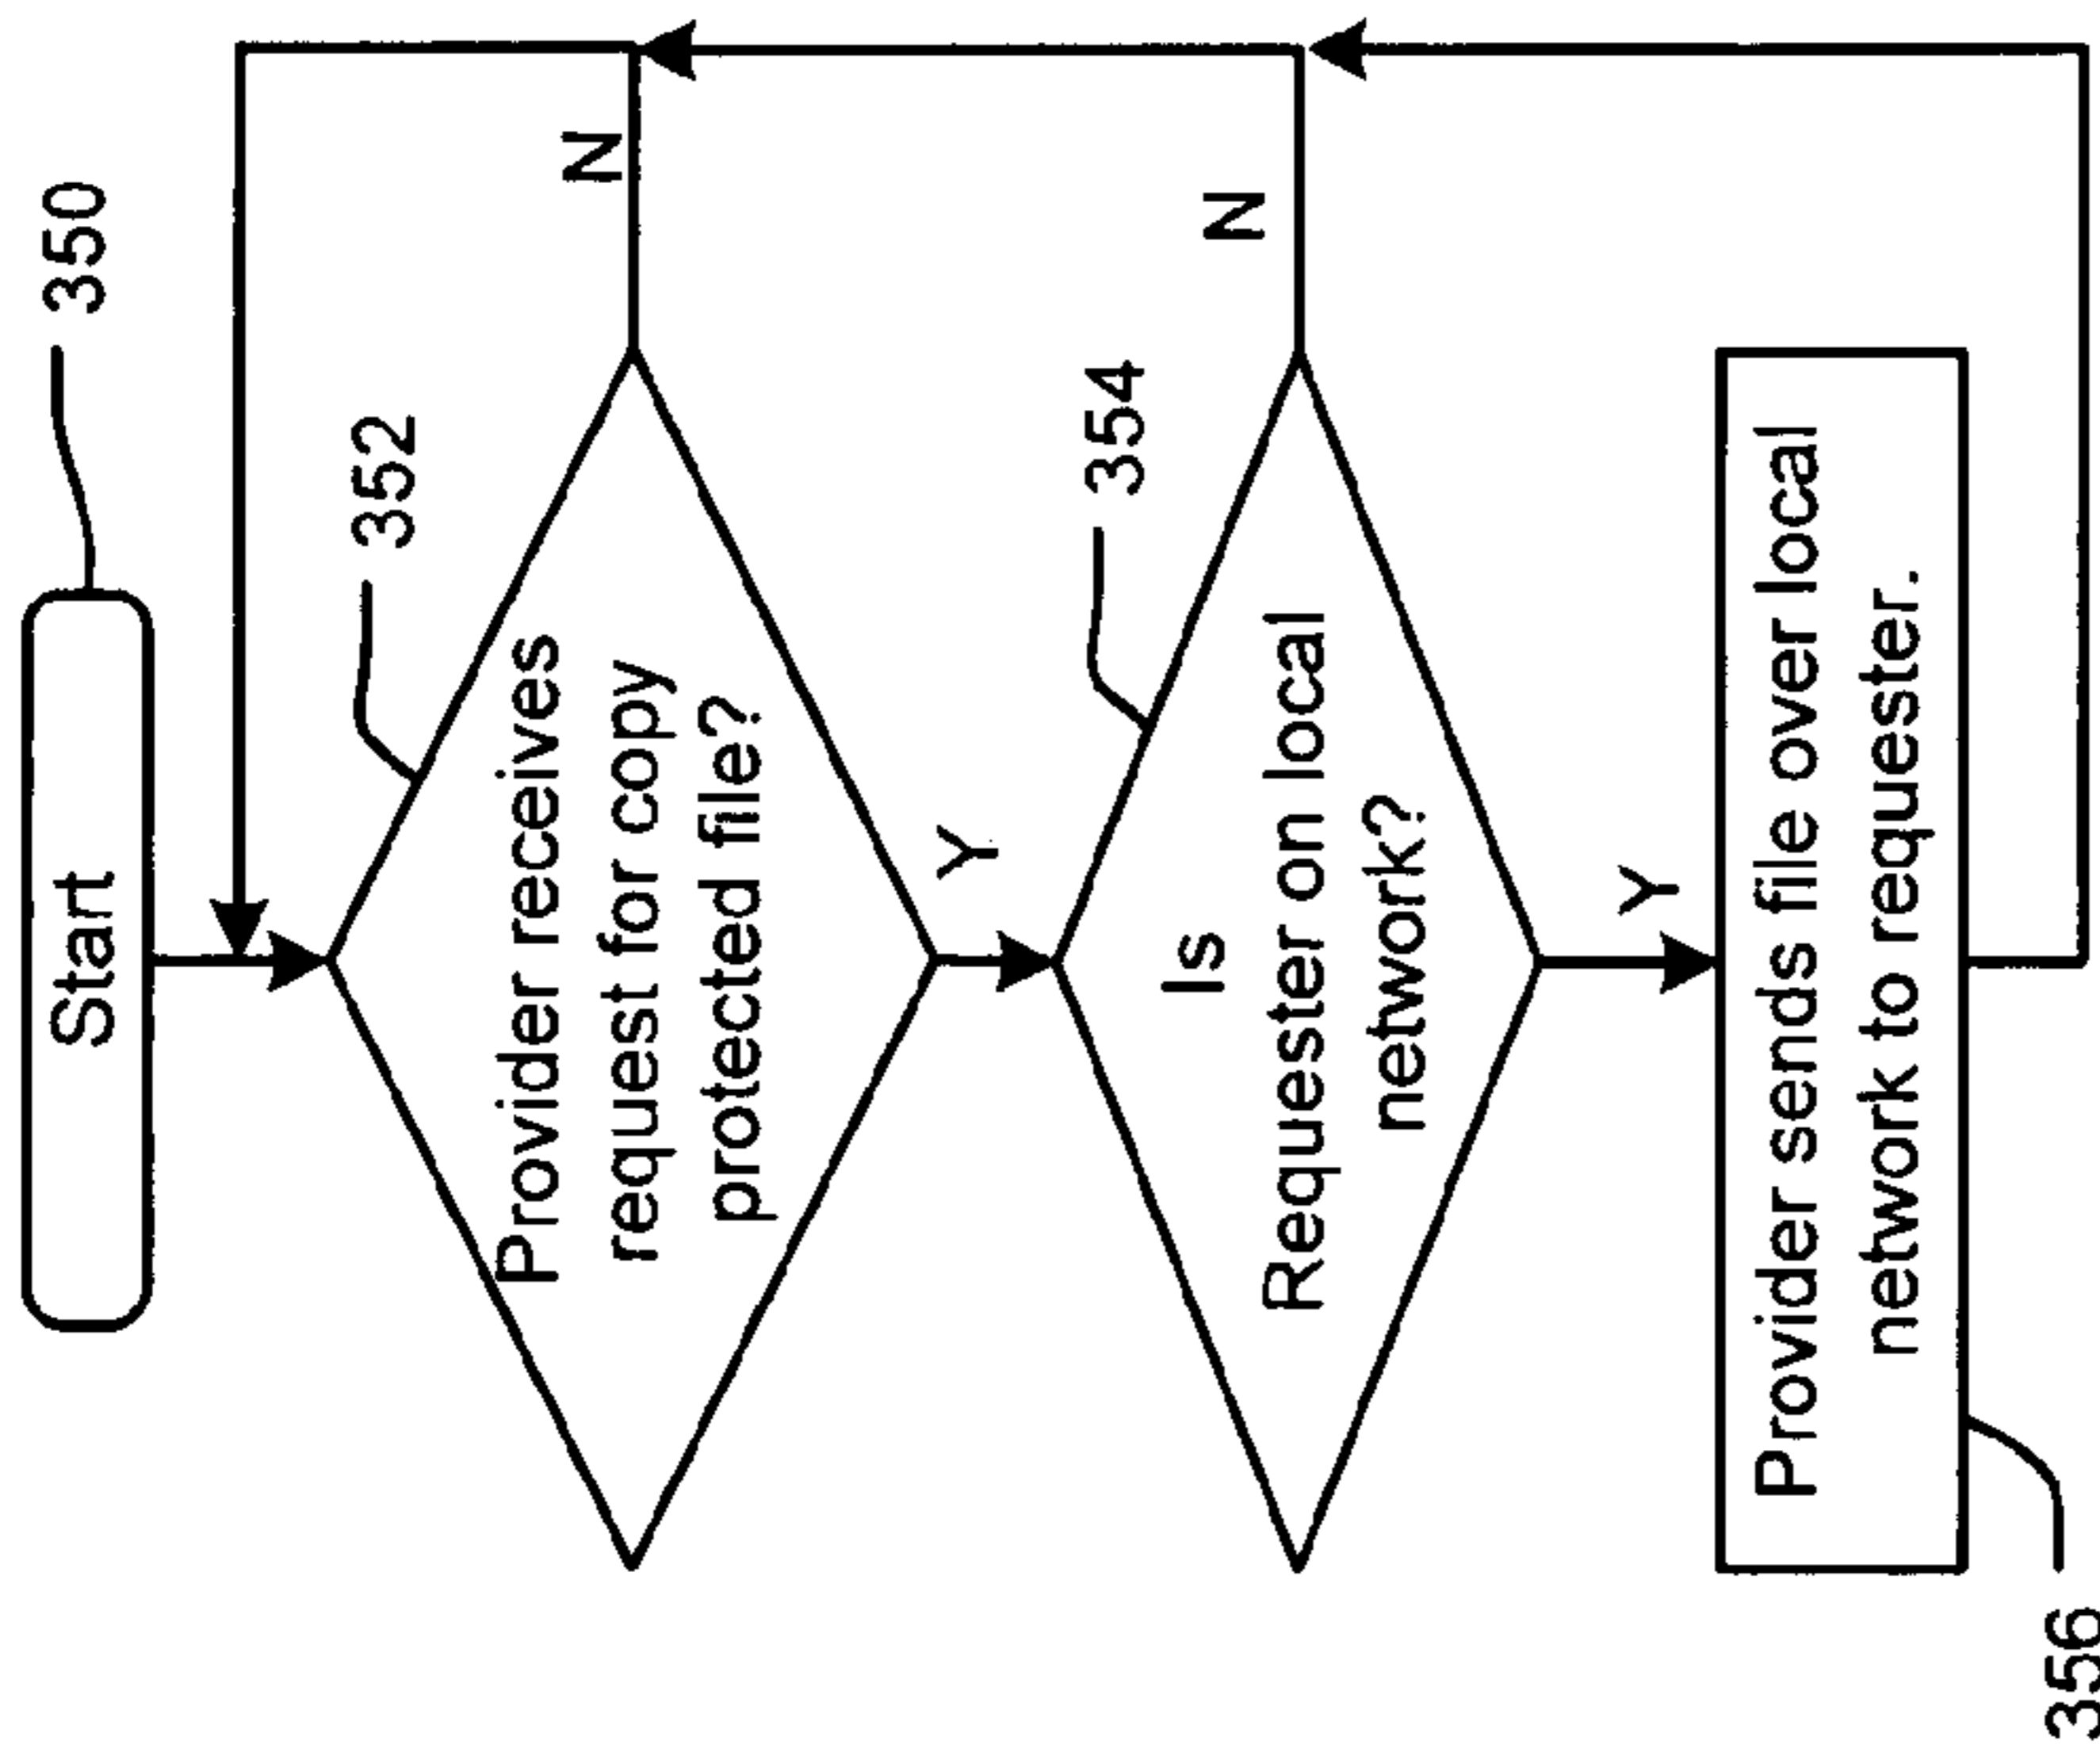 Start
350
Provider receives
request for copy
protected file?
352
N
Y
Is
Requester on local
network?
354
N
Y
Provider sends file over local
network to requester.
356